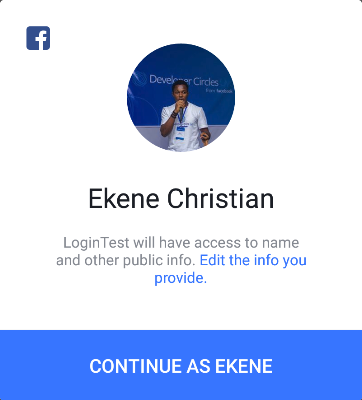 Developer Circles
from facebook
Ekene Christian
LoginTest will have access to name
and other public info. Edit the info you
provide.
CONTINUE AS EKENE